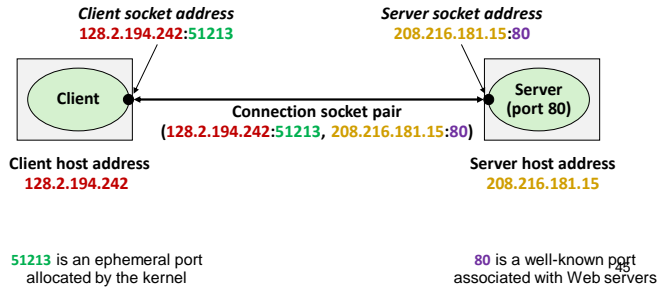 Client socket address
128.2.194.242:51213
Server socket address
208.216.181.15:80
Client
Server
(port 80)
Connection socket pair
(128.2.194.242:51213, 208.216.181.15:80)
Client host address
128.2.194.242
Server host address
208.216.181.15
51213 is an ephemeral port
allocated by the kernel
80 is a well-known port
associated with Web servers
45